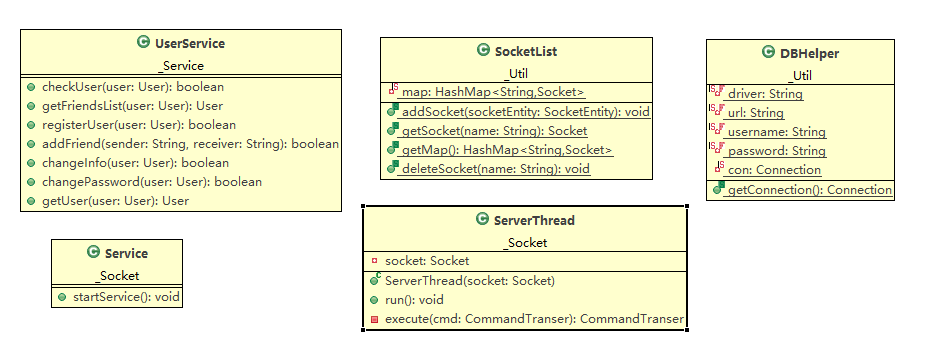 UserService
_Service
checkUser(user: User): boolean
getFriendsList(user: User): User
registerUser(user: User): boolean
addFriend(sender: String, receiver: String): boolean
changeInfo(user: User): boolean
changePassword(user: User): boolean
getUser(user: User): User
SocketList
_Util
map: HashMap<String,Socket>
addSocket(socketEntity: SocketEntity): void
getSocket(name: String): Socket
getMap(): HashMap<String,Socket>
deleteSocket(name: String): void
DBHelper
_Util
driver: String
url: String
username: String
password: String
con: Connection
getConnection(): Connection
Service
_Socket
startService(): void
ServerThread
_Socket
socket: Socket
ServerThread(socket: Socket)
run(): void
execute(cmd: CommandTranser): CommandTranser